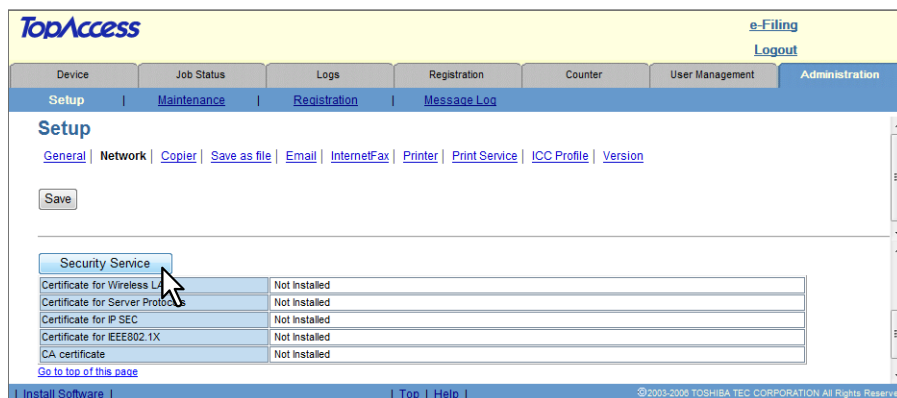 TopAccess
e-Filing
Logout
Device Job Status Logs Registration Counter User Management Administration
Setup | Maintenance | Registration | Message Log
Setup
General | Network | Copier | Save as file | Email | InternetFax | Printer | Print Service | ICC Profile | Version
Save
Security Service
Certificate for Wireless LA Not Installed
Certificate for Server Protocols Not Installed
Certificate for IP SEC Not Installed
Certificate for IEEE802.1X Not Installed
CA certificate Not Installed
Go to top of this page
| Install Software | | Top | Help | ©2003-2006 TOSHIBA TEC CORPORATION All Rights Reserve